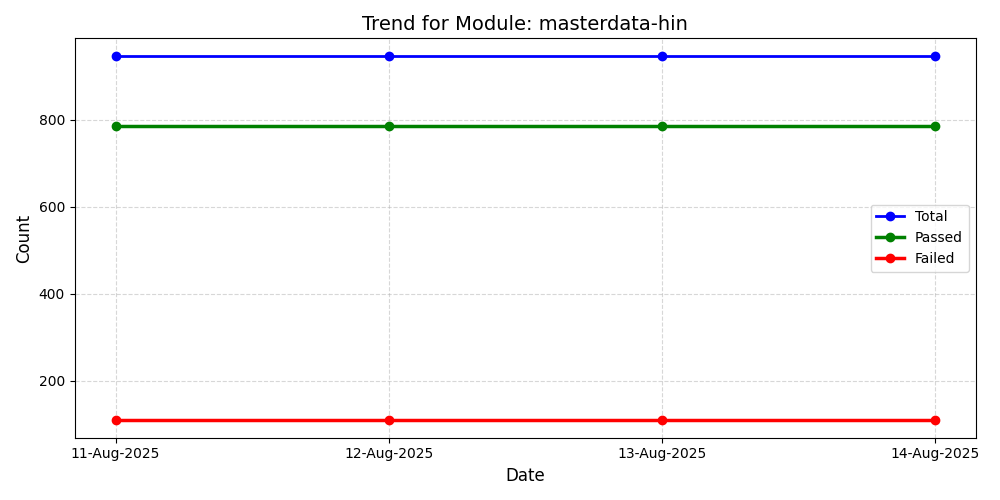 Trend for Module: masterdata-hin
Count
800
600
400
200
Total
Passed
Failed
11-Aug-2025
12-Aug-2025
13-Aug-2025
14-Aug-2025
Date